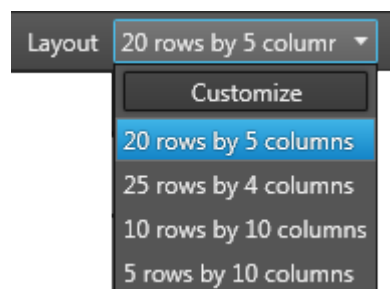 Layout 20 rows by 5 columr
Customize
20 rows by 5 columns
25 rows by 4 columns
10 rows by 10 columns
5 rows by 10 columns